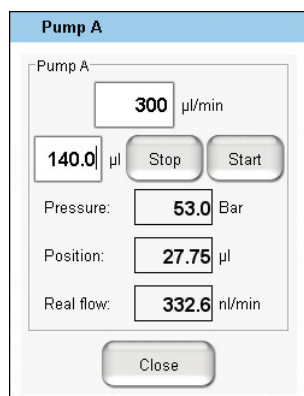 Pump A
Pump A
300 µl/min
140.0 µl Stop Start
Pressure: 53.0 Bar
Position: 27.75 µl
Real flow: 332.6 nl/min
Close